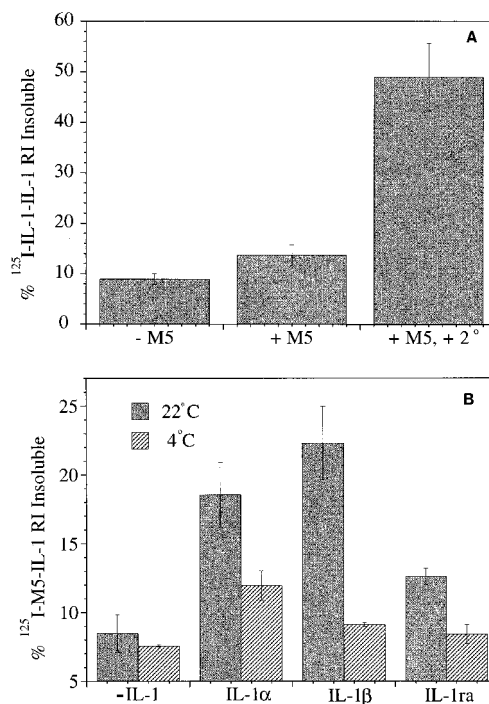 60
A
50
40
30
20
10
0
% ¹²⁵I-IL-1-IL-1 RI Insoluble
- M5
+ M5
+ M5, + 2°
B
25
22°C
4°C
20
15
10
5
% ¹²⁵I-M5-IL-1 RI Insoluble
-IL-1
IL-1α
IL-1β
IL-1ra